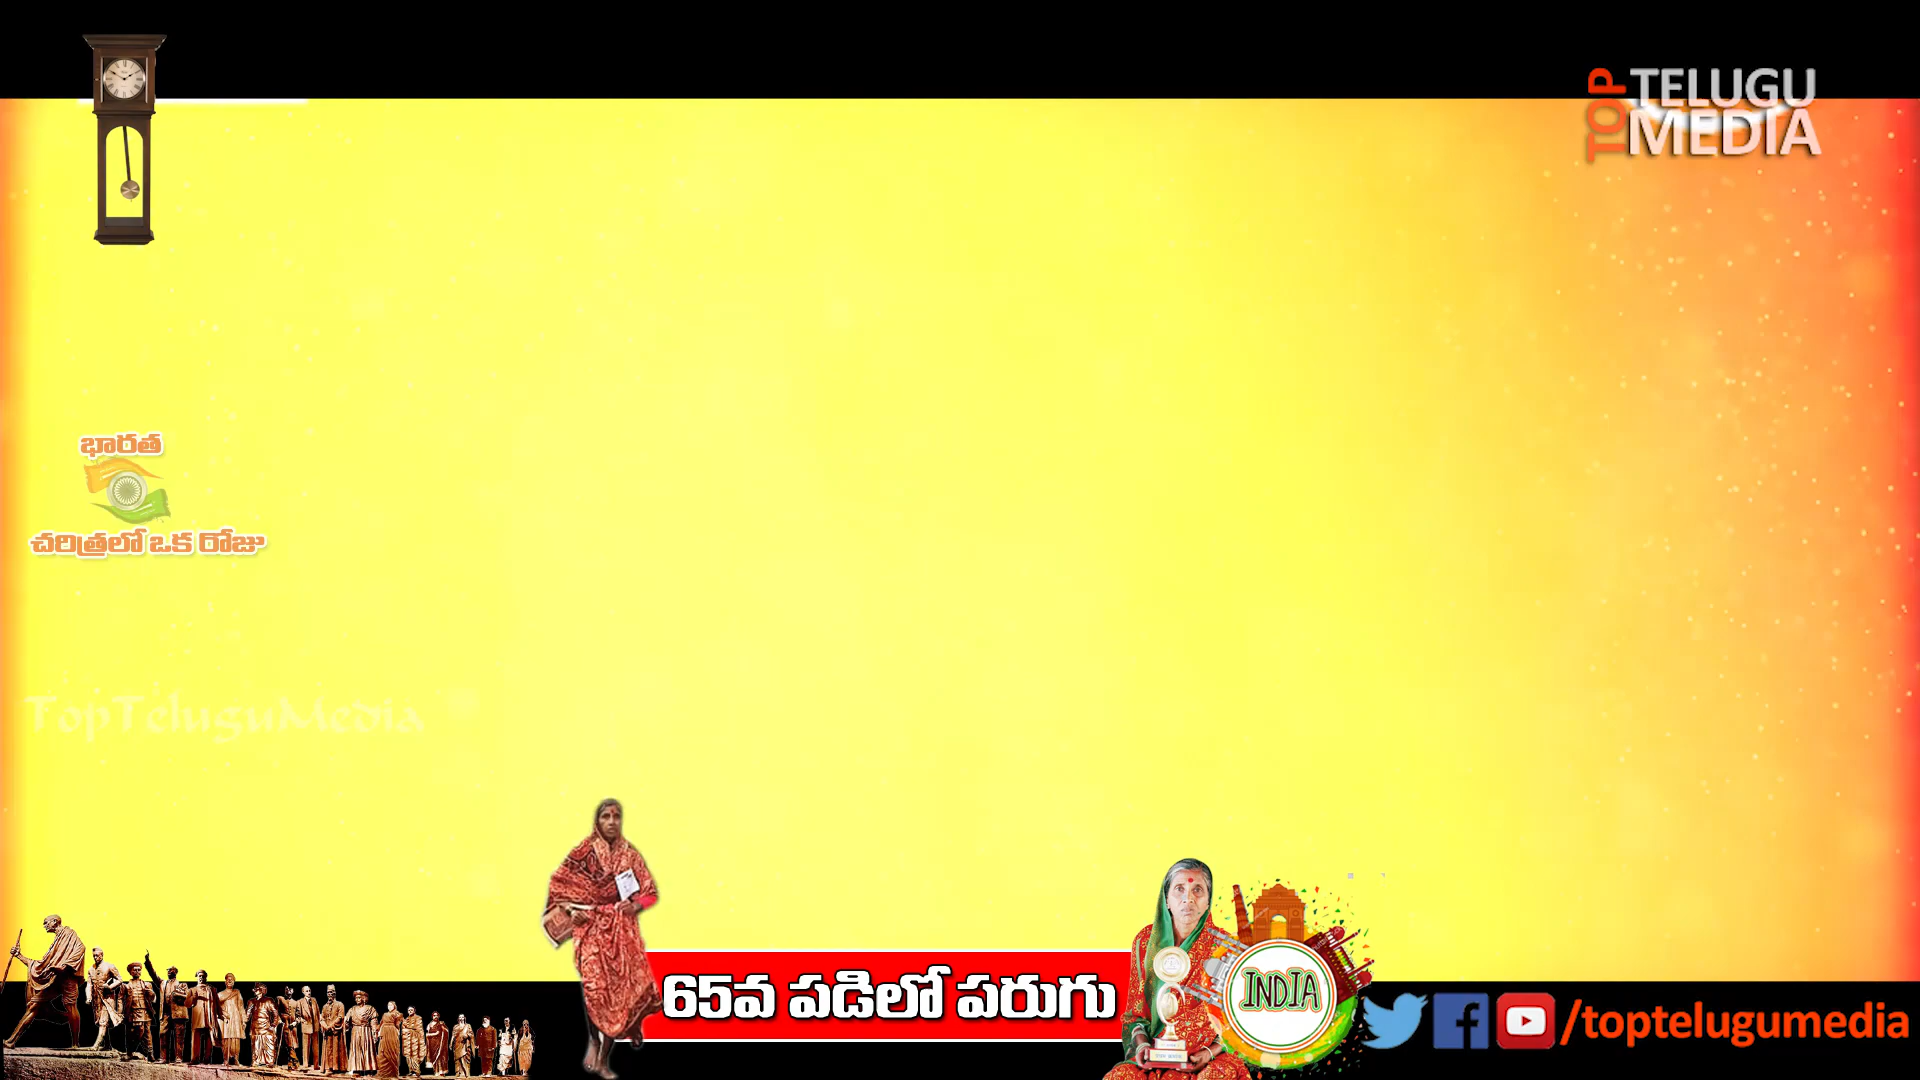 TOP
TELUGU
MEDIA
భారత
చరిత్రలో ఒక రోజు
TopTeluguMedia
65వ పడిలో పరుగు
INDIA
/toptelugumedia